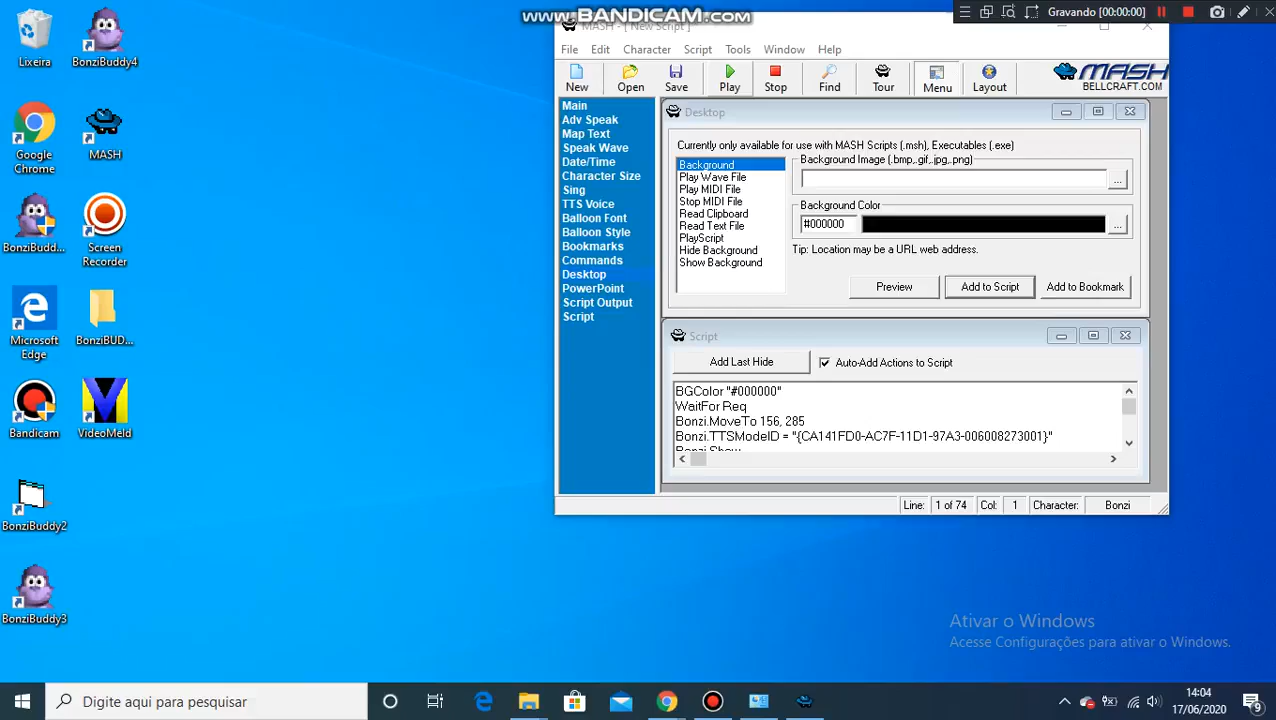 www.BANDICAM.com
Gravando [00:00:00]
MASH - [ New Script ]
File Edit Character Script Tools Window Help
New Open Save Play Stop Find Tour Menu Layout
MASH
BELLCRAFT.COM
Main
Adv Speak
Map Text
Speak Wave
Date/Time
Character Size
Sing
TTS Voice
Balloon Font
Balloon Style
Bookmarks
Commands
Desktop
PowerPoint
Script Output
Script
Desktop
Currently only available for use with MASH Scripts (.msh), Executables (.exe)
Background
Play Wave File
Play MIDI File
Stop MIDI File
Read Clipboard
Read Text File
PlayScript
Hide Background
Show Background
Background Image (.bmp,.gif,.jpg,.png)
...
Background Color
#000000
...
Tip: Location may be a URL web address.
Preview Add to Script Add to Bookmark
Script
Add Last Hide Auto-Add Actions to Script
BGColor "#000000"
WaitFor Req
Bonzi.MoveTo 156, 285
Bonzi.TTSModeID = "{CA141FD0-AC7F-11D1-97A3-006008273001}"
Bonzi.Show
Line: 1 of 74 Col: 1 Character: Bonzi
Lixeira
BonziBuddy4
Google
Chrome
MASH
BonziBudd...
Screen
Recorder
Microsoft
Edge
BonziBUD...
Bandicam
VideoMeld
BonziBuddy2
BonziBuddy3
Ativar o Windows
Acesse Configurações para ativar o Windows.
Digite aqui para pesquisar
14:04
17/06/2020
9